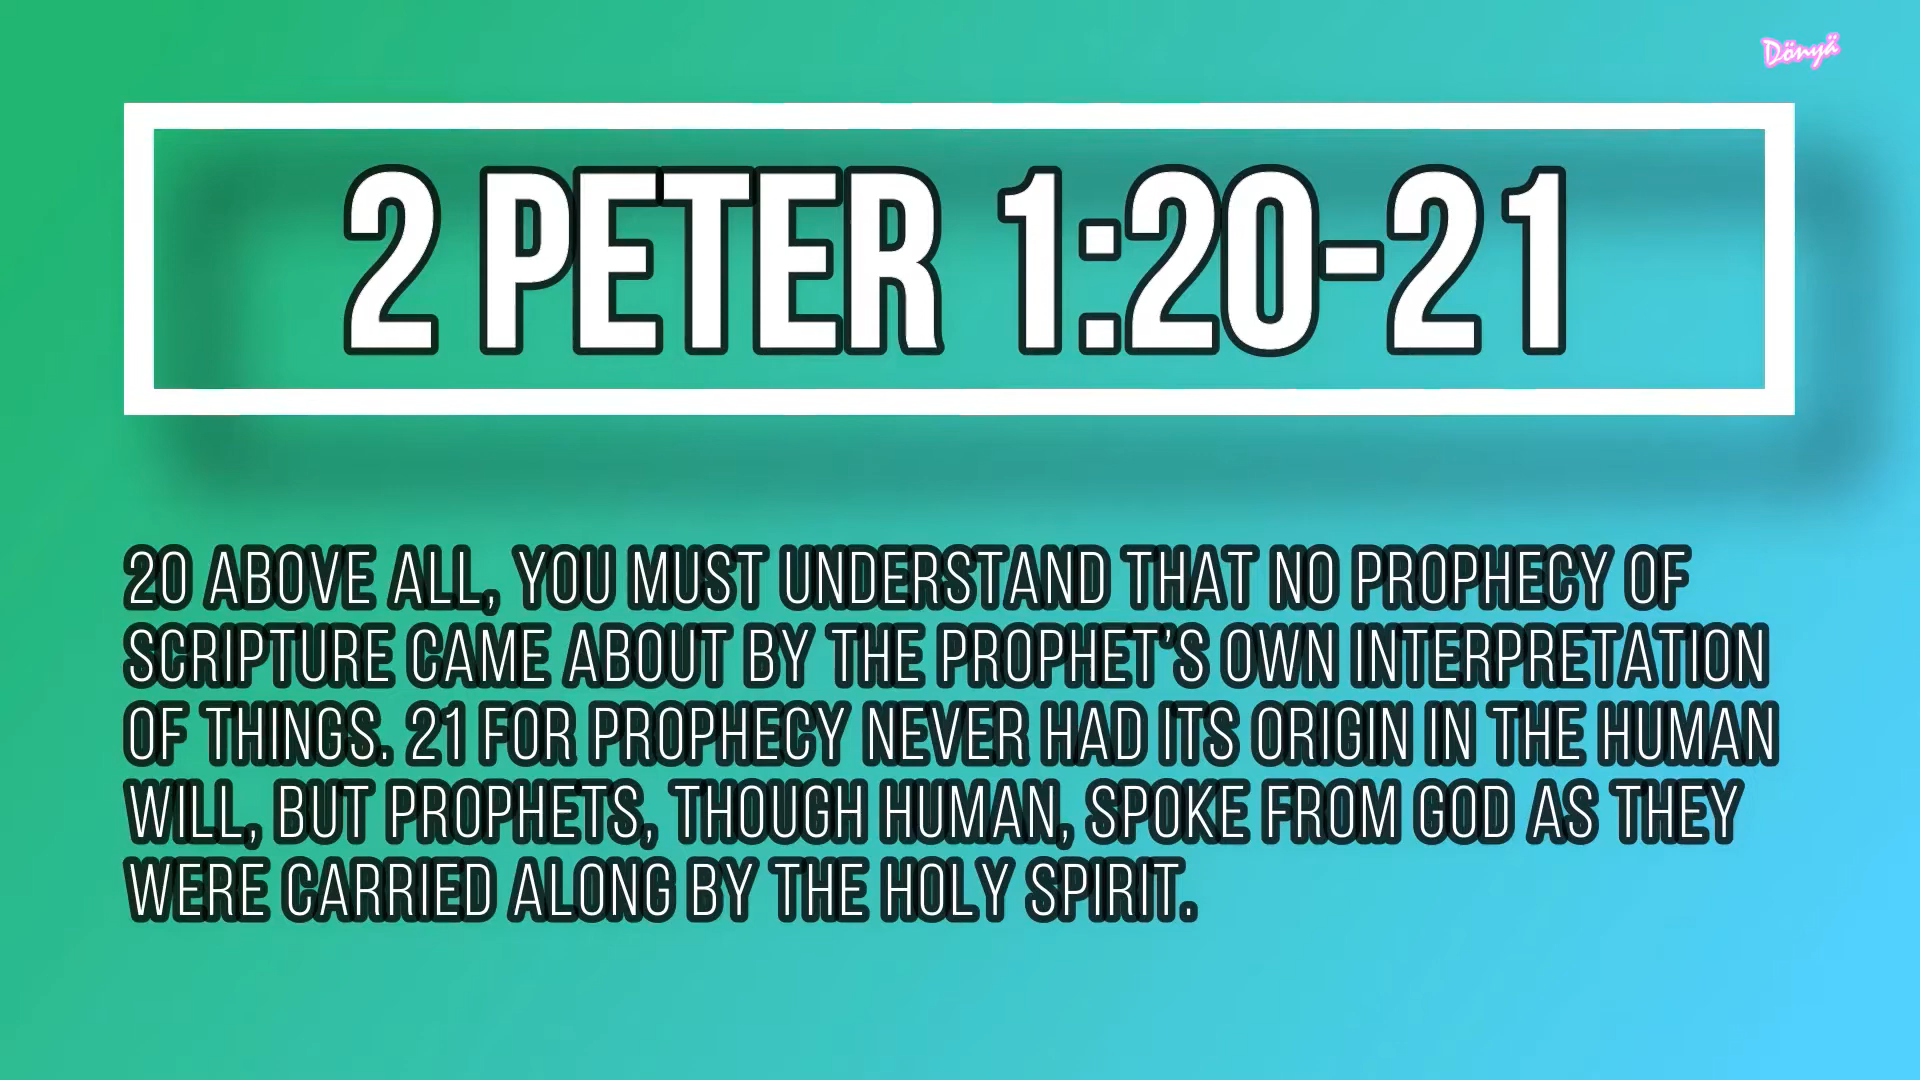 Dönyä
2 PETER 1:20-21
20 ABOVE ALL, YOU MUST UNDERSTAND THAT NO PROPHECY OF
SCRIPTURE CAME ABOUT BY THE PROPHET’S OWN INTERPRETATION
OF THINGS. 21 FOR PROPHECY NEVER HAD ITS ORIGIN IN THE HUMAN
WILL, BUT PROPHETS, THOUGH HUMAN, SPOKE FROM GOD AS THEY
WERE CARRIED ALONG BY THE HOLY SPIRIT.